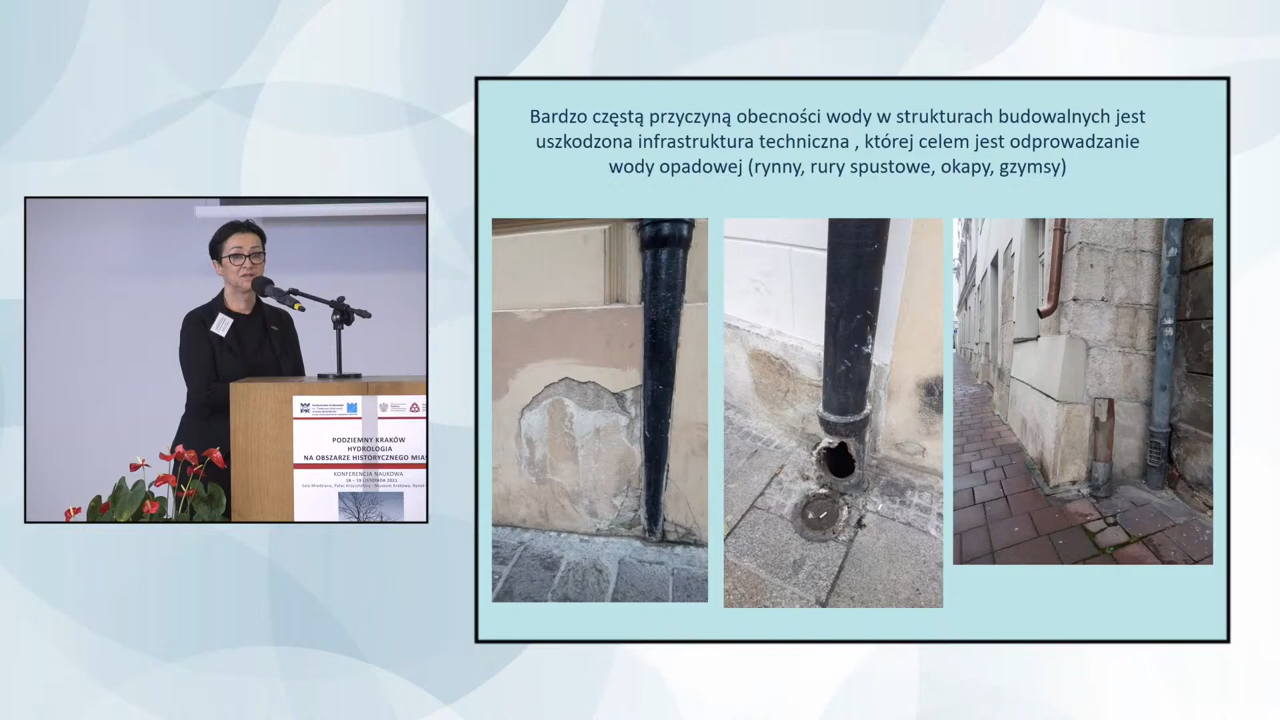 Bardzo częstą przyczyną obecności wody w strukturach budowalnych jest
uszkodzona infrastruktura techniczna , której celem jest odprowadzanie
wody opadowej (rynny, rury spustowe, okapy, gzymsy)
PK
PODZIEMNY KRAKÓW
HYDROLOGIA
NA OBSZARZE HISTORYCZNEGO MIAS
KONFERENCJA NAUKOWA